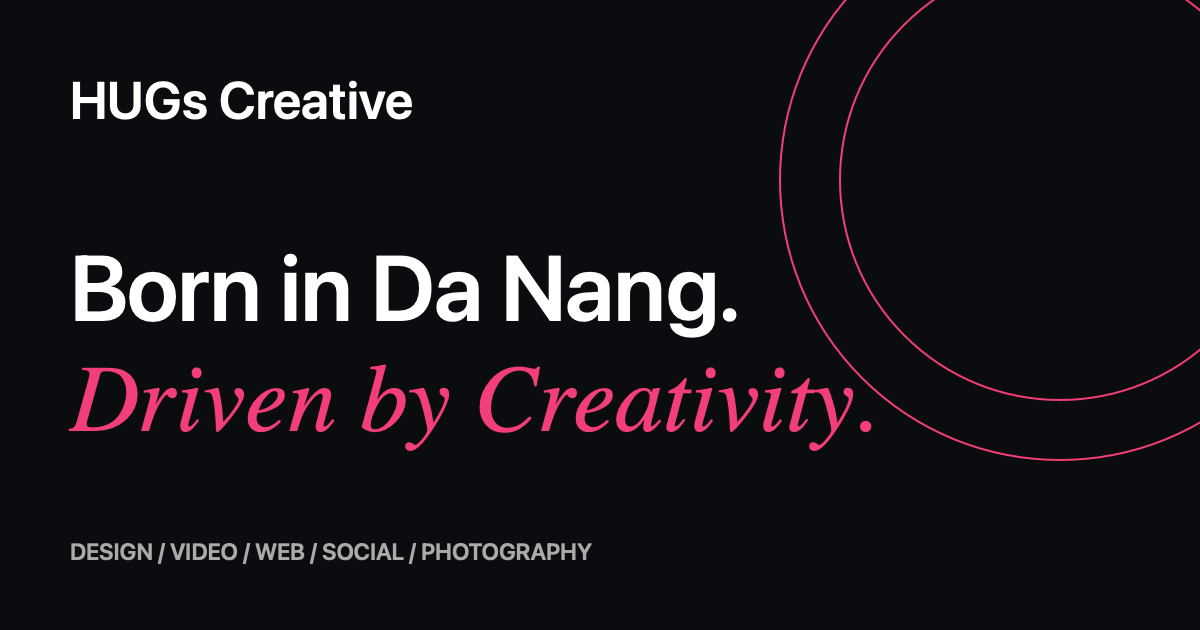 HUGs Creative
Born in Da Nang.
Driven by Creativity.
DESIGN / VIDEO / WEB / SOCIAL / PHOTOGRAPHY